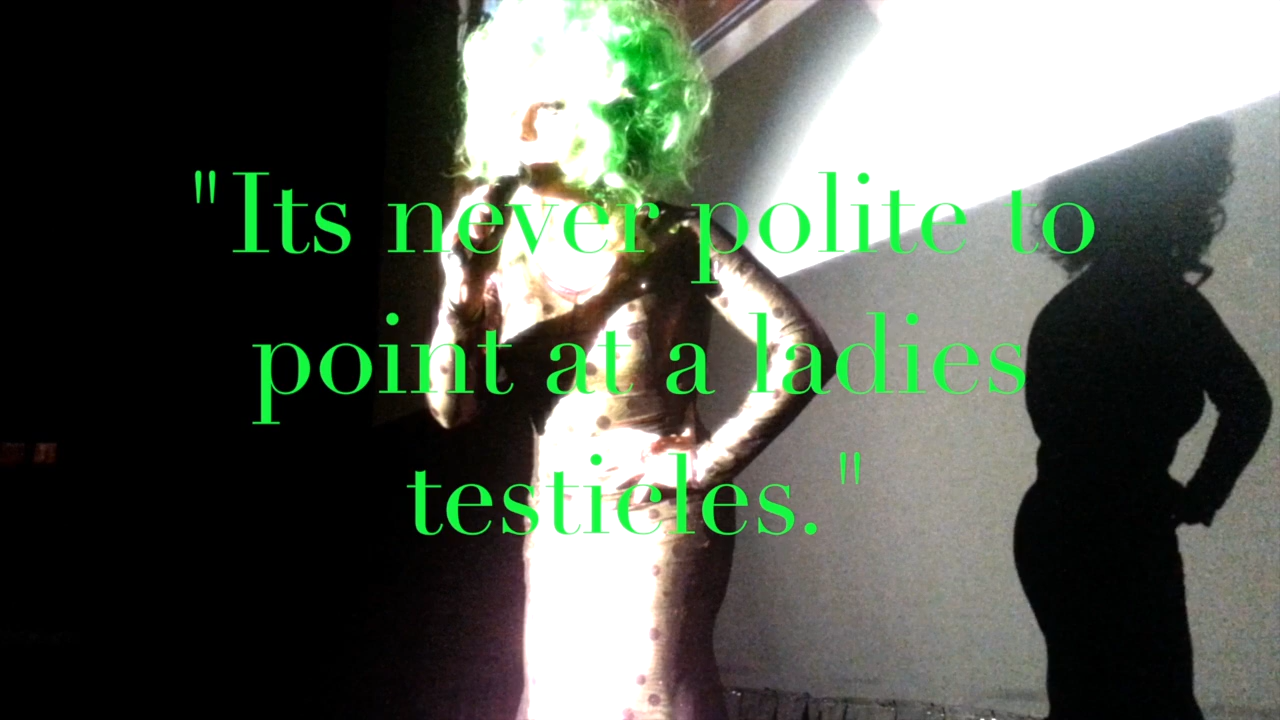 "Its never polite to
point at a ladies
testicles."